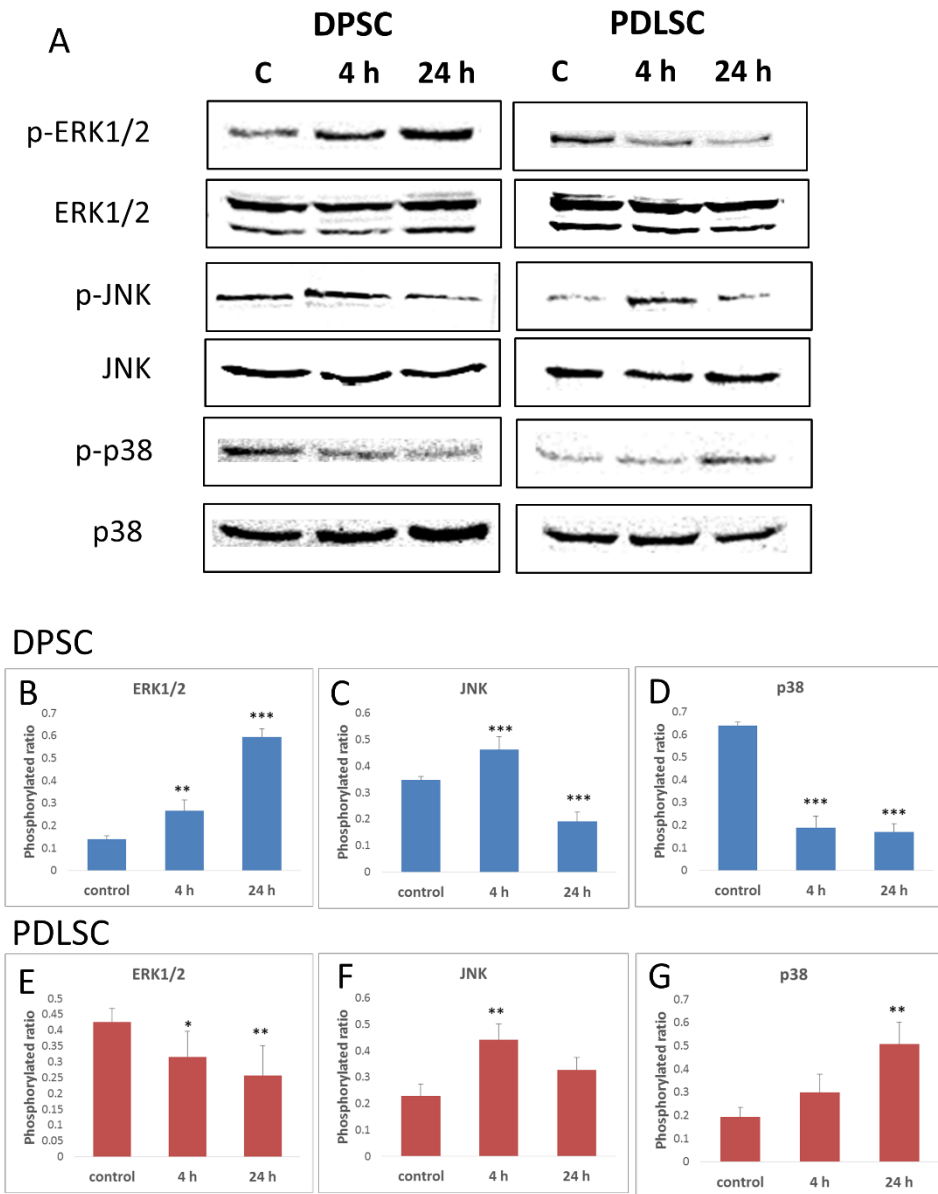 A
DPSC PDLSC
C 4 h 24 h C 4 h 24 h
p-ERK1/2
ERK1/2
p-JNK
JNK
p-p38
p38
DPSC
B ERK1/2
Phosphorylated ratio
0.7
0.6
0.5
0.4
0.3
0.2
0.1
0
** ***
control 4 h 24 h
C JNK
Phosphorylated ratio
0.6
0.5
0.4
0.3
0.2
0.1
0
*** ***
control 4 h 24 h
D p38
Phosphorylated ratio
0.7
0.6
0.5
0.4
0.3
0.2
0.1
0
*** ***
control 4 h 24 h
PDLSC
E ERK1/2
Phosphorylated ratio
0.5
0.45
0.4
0.35
0.3
0.25
0.2
0.15
0.1
0.05
0
* **
control 4 h 24 h
F JNK
Phosphorylated ratio
0.6
0.5
0.4
0.3
0.2
0.1
0
**
control 4 h 24 h
G p38
Phosphorylated ratio
0.7
0.6
0.5
0.4
0.3
0.2
0.1
0
**
control 4 h 24 h